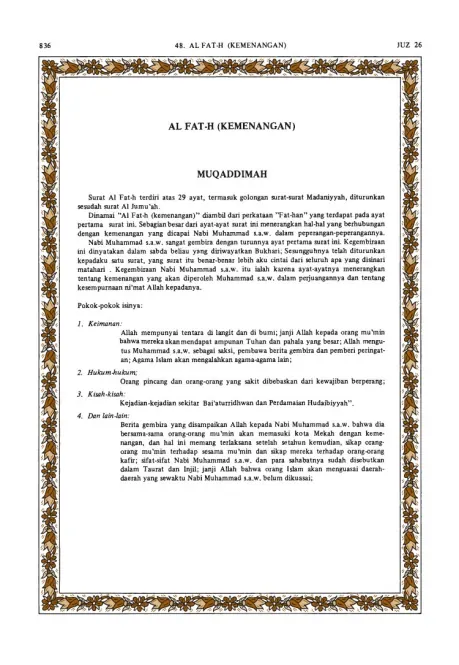 836
48. AL FAT-H (KEMENANGAN)
JUZ 26
AL FAT-H (KEMENANGAN)
MUQADDIMAH
Surat Al Fat-h terdiri atas 29 ayat, termasuk golongan surat-surat Madaniyyah, diturunkan
sesudah surat Al Jumu'ah.
Dinamai "Al Fat-h (kemenangan)" diambil dari perkataan "Fat-han" yang terdapat pada ayat
pertama surat ini. Sebagian besar dari ayat-ayat surat ini menerangkan hal-hal yang berhubungan
dengan kemenangan yang dicapai Nabi Muhammad s.a.w. dalam peperangan-peperangannya.
Nabi Muhammad s.a.w. sangat gembira dengan turunnya ayat pertama surat ini. Kegembiraan
ini dinyatakan dalam sabda beliau yang diriwayatkan Bukhari; Sesungguhnya telah diturunkan
kepadaku satu surat, yang surat itu benar-benar lebih aku cintai dari seluruh apa yang disinari
matahari . Kegembiraan Nabi Muhammad s.a.w. itu ialah karena ayat-ayatnya menerangkan
tentang kemenangan yang akan diperoleh Muhammad s.a.w. dalam perjuangannya dan tentang
kesempurnaan ni'mat Allah kepadanya.
Pokok-pokok isinya:
1. Keimanan:
Allah mempunyai tentara di langit dan di bumi; janji Allah kepada orang mu'min
bahwa mereka akan mendapat ampunan Tuhan dan pahala yang besar; Allah mengu-
tus Muhammad s.a.w. sebagai saksi, pembawa berita gembira dan pemberi peringat-
an; Agama Islam akan mengalahkan agama-agama lain;
2. Hukum-hukum;
Orang pincang dan orang-orang yang sakit dibebaskan dari kewajiban berperang;
3. Kisah-kisah:
Kejadian-kejadian sekitar Bai'aturridhwan dan Perdamaian Hudaibiyyah".
4. Dan lain-lain:
Berita gembira yang disampaikan Allah kepada Nabi Muhammad s.a.w. bahwa dia
bersama-sama orang-orang mu'min akan memasuki kota Mekah dengan keme-
nangan, dan hal ini memang terlaksana setelah setahun kemudian, sikap orang-
orang mu'min terhadap sesama mu'min dan sikap mereka terhadap orang-orang
kafir; sifat-sifat Nabi Muhammad s.a.w. dan para sahabatnya sudah disebutkan
dalam Taurat dan Injil; janji Allah bahwa orang Islam akan menguasai daerah-
daerah yang sewaktu Nabi Muhammad s.a.w. belum dikuasai;